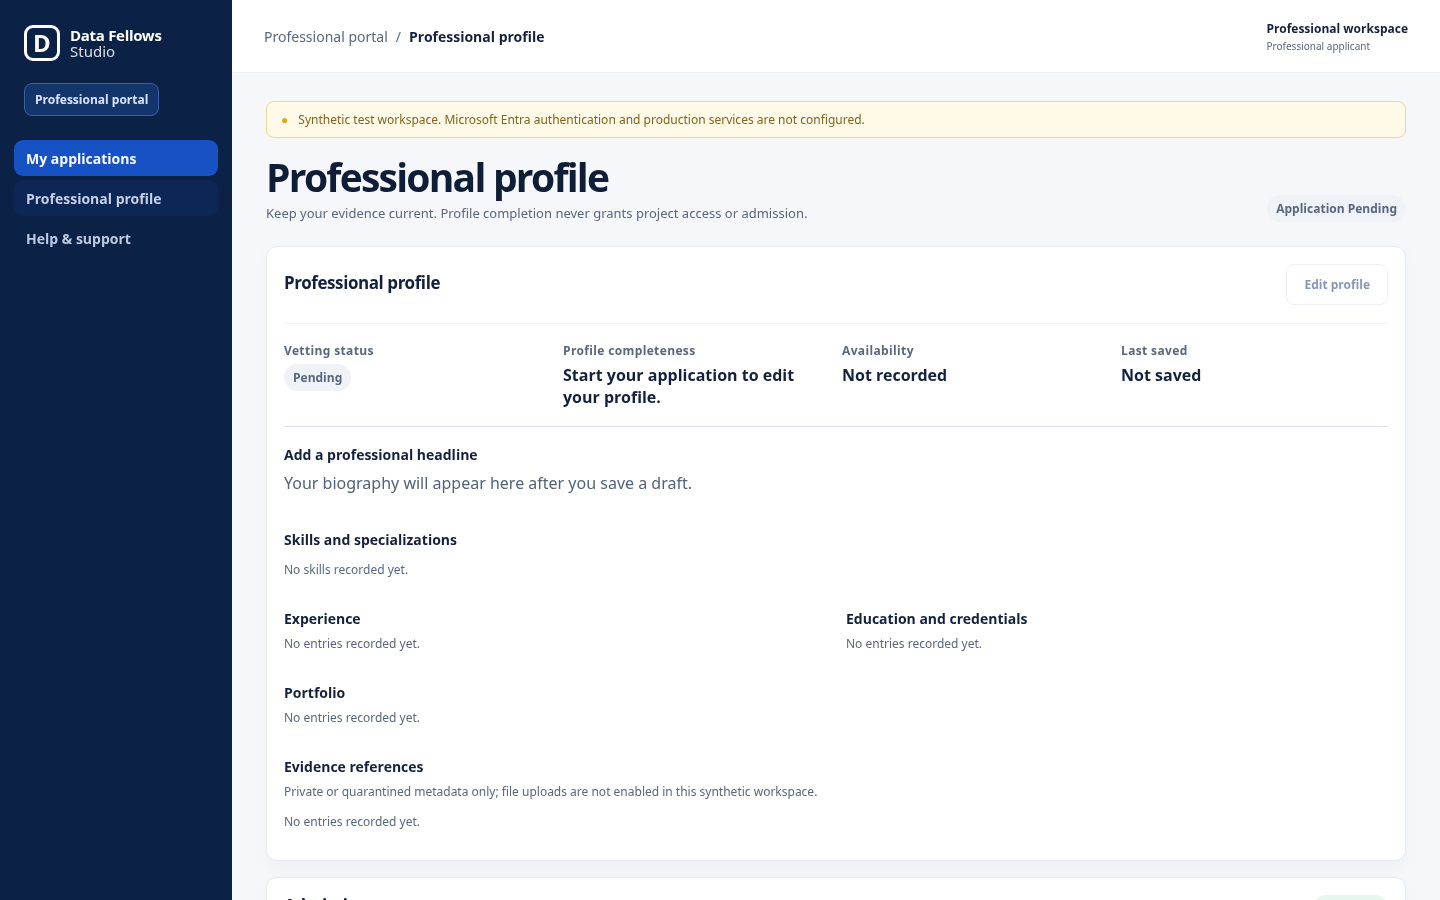 D
Data Fellows
Studio
Professional portal
My applications
Professional profile
Help & support
Professional portal / Professional profile
Professional workspace
Professional applicant
Synthetic test workspace. Microsoft Entra authentication and production services are not configured.
Professional profile
Keep your evidence current. Profile completion never grants project access or admission.
Application Pending
Professional profile
Edit profile
Vetting status
Pending
Profile completeness
Start your application to edit
your profile.
Availability
Not recorded
Last saved
Not saved
Add a professional headline
Your biography will appear here after you save a draft.
Skills and specializations
No skills recorded yet.
Experience
No entries recorded yet.
Education and credentials
No entries recorded yet.
Portfolio
No entries recorded yet.
Evidence references
Private or quarantined metadata only; file uploads are not enabled in this synthetic workspace.
No entries recorded yet.